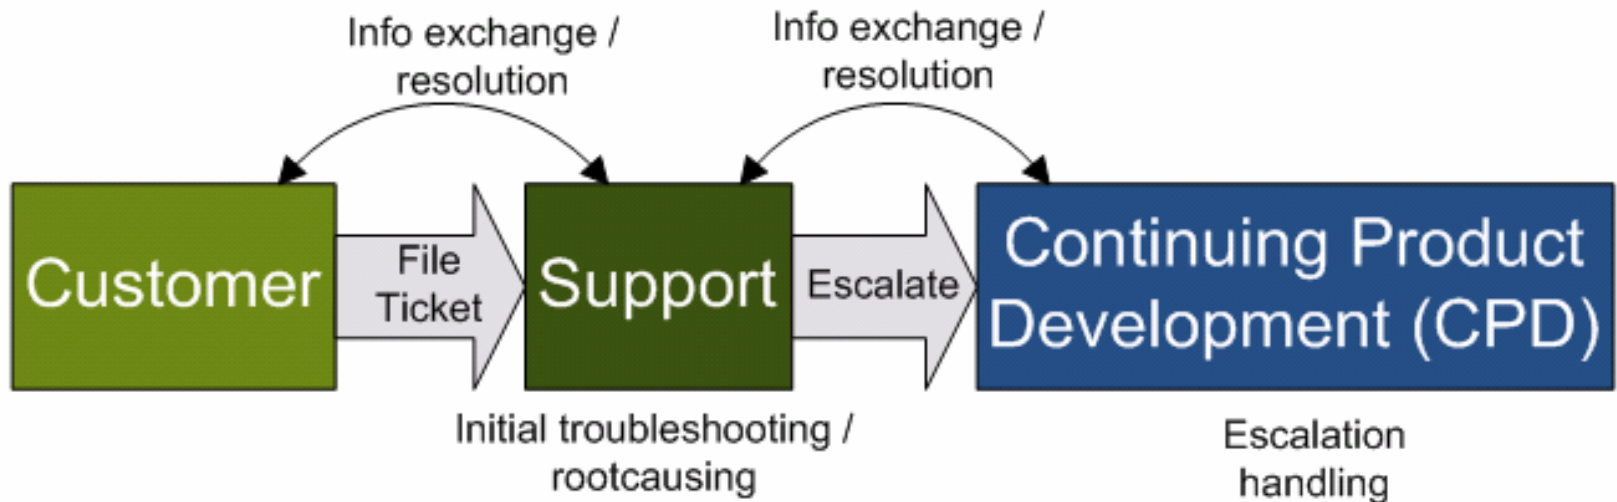 Info exchange /
resolution
Info exchange /
resolution
Customer
File
Ticket
Support
Escalate
Continuing Product
Development (CPD)
Initial troubleshooting /
rootcausing
Escalation
handling